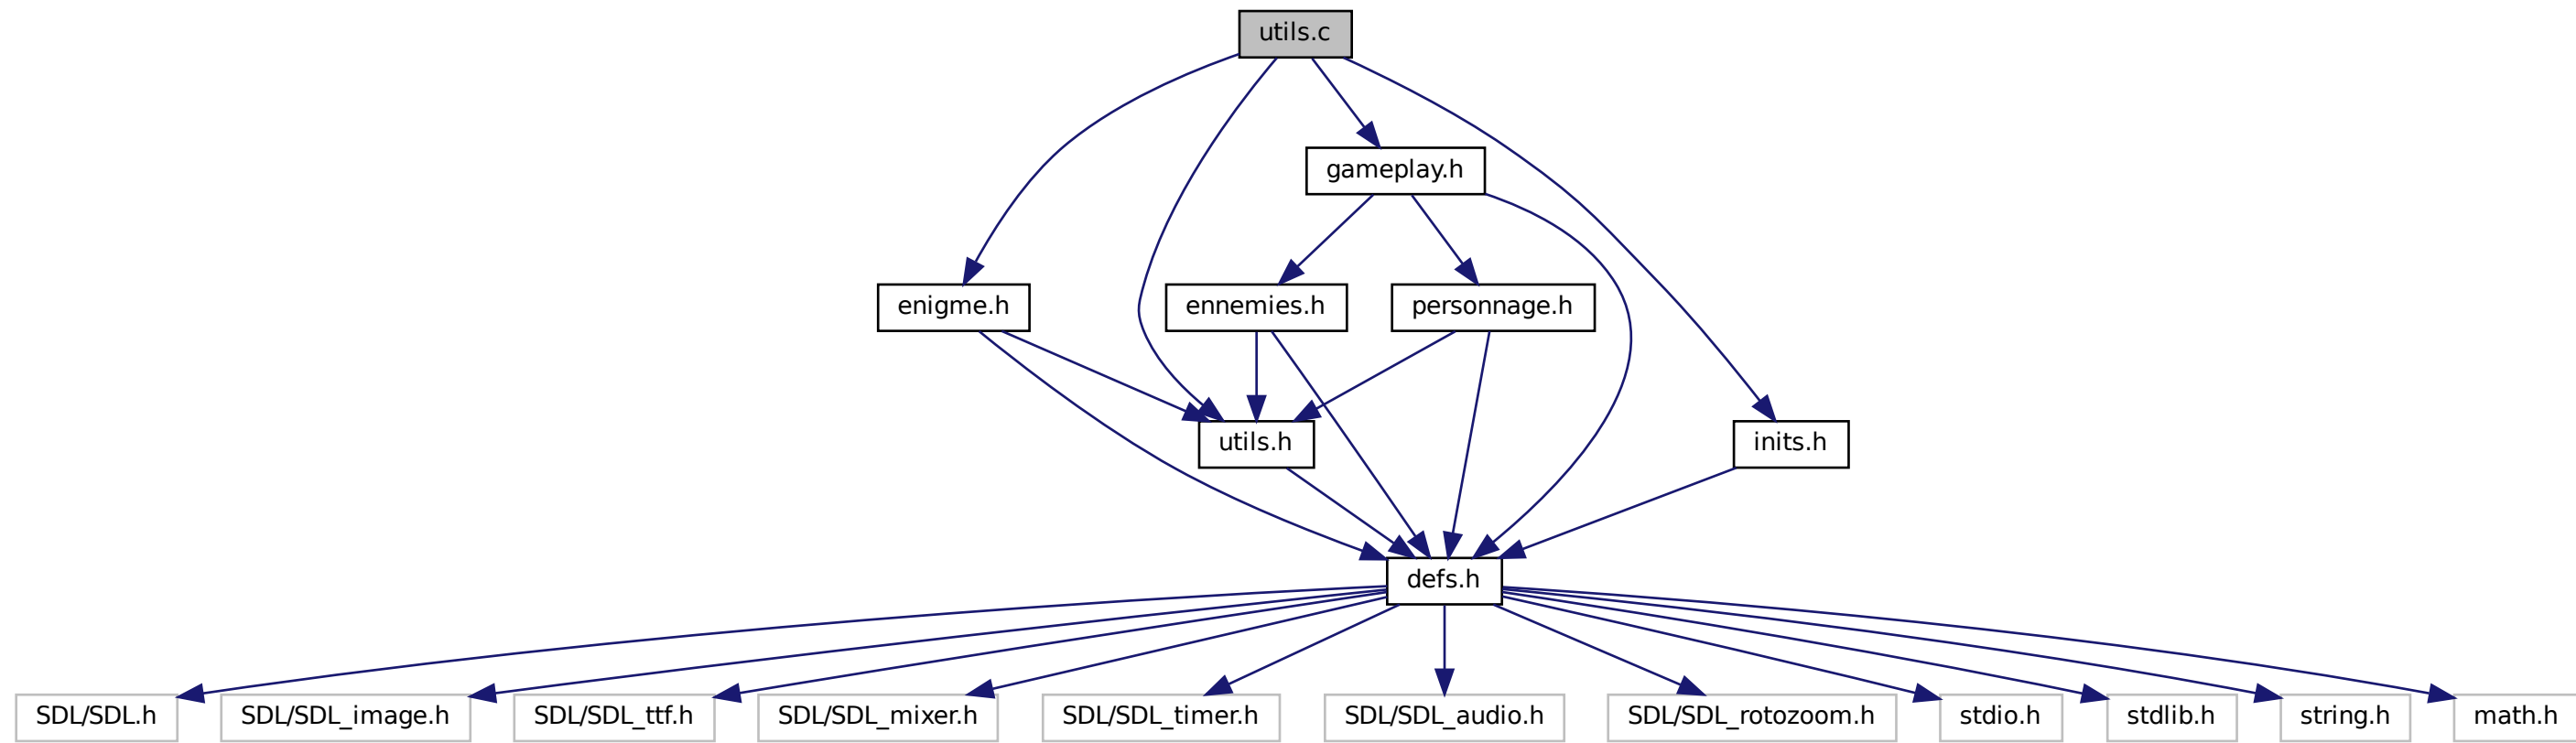 utils.c
gameplay.h
enigme.h
ennemies.h
personnage.h
utils.h
inits.h
defs.h
SDL/SDL.h
SDL/SDL_image.h
SDL/SDL_ttf.h
SDL/SDL_mixer.h
SDL/SDL_timer.h
SDL/SDL_audio.h
SDL/SDL_rotozoom.h
stdio.h
stdlib.h
string.h
math.h